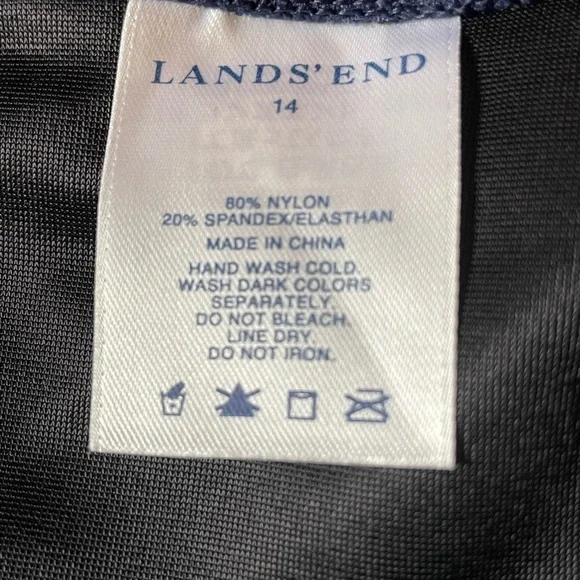 LANDS' END
14
80% NYLON
20% SPANDEX/ELASTHAN
MADE IN CHINA
HAND WASH COLD.
WASH DARK COLORS
SEPARATELY.
DO NOT BLEACH.
LINE DRY.
DO NOT IRON.